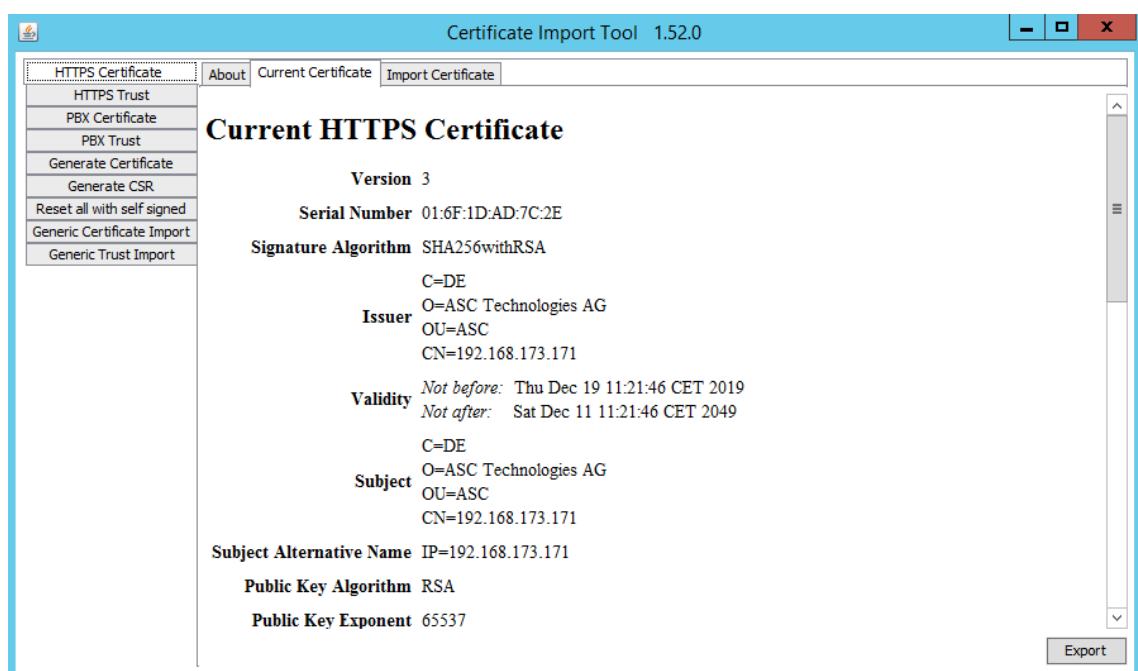 Certificate Import Tool 1.52.0
HTTPS Certificate
HTTPS Trust
PBX Certificate
PBX Trust
Generate Certificate
Generate CSR
Reset all with self signed
Generic Certificate Import
Generic Trust Import
About Current Certificate Import Certificate
Current HTTPS Certificate
Version 3
Serial Number 01:6F:1D:AD:7C:2E
Signature Algorithm SHA256withRSA
Issuer
C=DE
O=ASC Technologies AG
OU=ASC
CN=192.168.173.171
Validity
Not before: Thu Dec 19 11:21:46 CET 2019
Not after: Sat Dec 11 11:21:46 CET 2049
Subject
C=DE
O=ASC Technologies AG
OU=ASC
CN=192.168.173.171
Subject Alternative Name IP=192.168.173.171
Public Key Algorithm RSA
Public Key Exponent 65537
Export